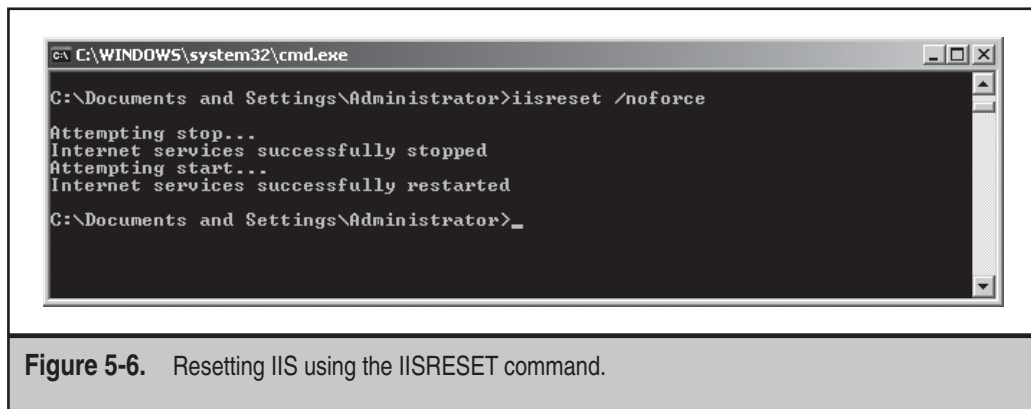 C:\WINDOWS\system32\cmd.exe
C:\Documents and Settings\Administrator>iisreset /noforce
Attempting stop...
Internet services successfully stopped
Attempting start...
Internet services successfully restarted
C:\Documents and Settings\Administrator>_
Figure 5-6. Resetting IIS using the IISRESET command.